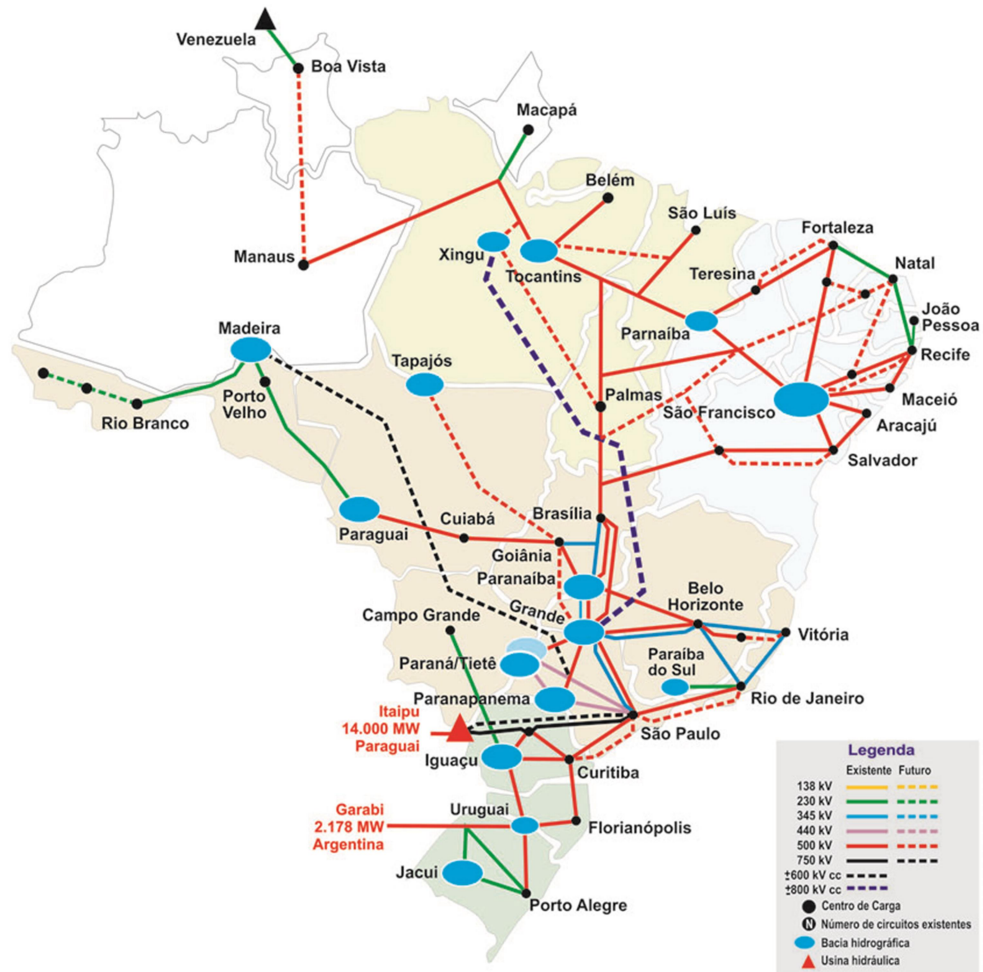 Venezuela
Boa Vista
Macapá
Belém
São Luís
Fortaleza
Xingu
Manaus
Tocantins
Teresina
Natal
João
Pessoa
Madeira
Parnaíba
Recife
Tapajós
Porto
Velho
Palmas
São Francisco
Maceió
Rio Branco
Aracajú
Salvador
Paraguai
Cuiabá
Brasília
Goiânia
Paranaíba
Belo
Horizonte
Campo Grande
Grande
Vitória
Paraná/Tietê
Paraíba
do Sul
Paranapanema
Rio de Janeiro
Itaipu
14.000 MW
Paraguai
São Paulo
Iguaçu
Curitiba
Garabi
2.178 MW
Argentina
Uruguai
Florianópolis
Jacui
Porto Alegre
Legenda
Existente Futuro
138 kV
230 kV
345 kV
440 kV
500 kV
750 kV
±600 kV cc
±800 kV cc
Centro de Carga
N Número de circuitos existentes
Bacia hidrográfica
Usina hidráulica